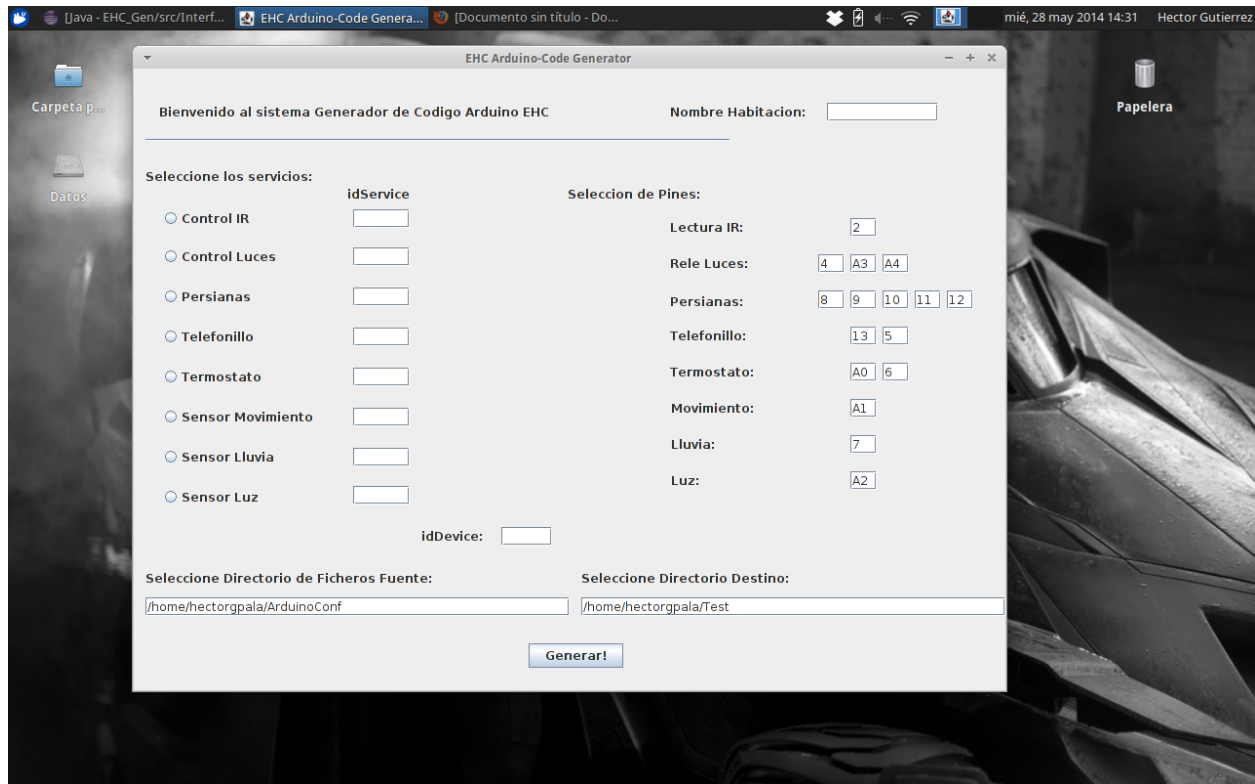 [Java - EHC_Gen/src/Interf... EHC Arduino-Code Genera... [Documento sin título - Do... mié, 28 may 2014 14:31 Hector Gutierrez
EHC Arduino-Code Generator
Carpeta p...
Datos
Papelera
Bienvenido al sistema Generador de Codigo Arduino EHC
Nombre Habitacion:
Seleccione los servicios:
idService
Control IR
Control Luces
Persianas
Telefonillo
Termostato
Sensor Movimiento
Sensor Lluvia
Sensor Luz
Seleccion de Pines:
Lectura IR: 2
Rele Luces: 4 A3 A4
Persianas: 8 9 10 11 12
Telefonillo: 13 5
Termostato: A0 6
Movimiento: A1
Lluvia: 7
Luz: A2
idDevice:
Seleccione Directorio de Ficheros Fuente:
/home/hectorgpala/ArduinoConf
Seleccione Directorio Destino:
/home/hectorgpala/Test
Generar!